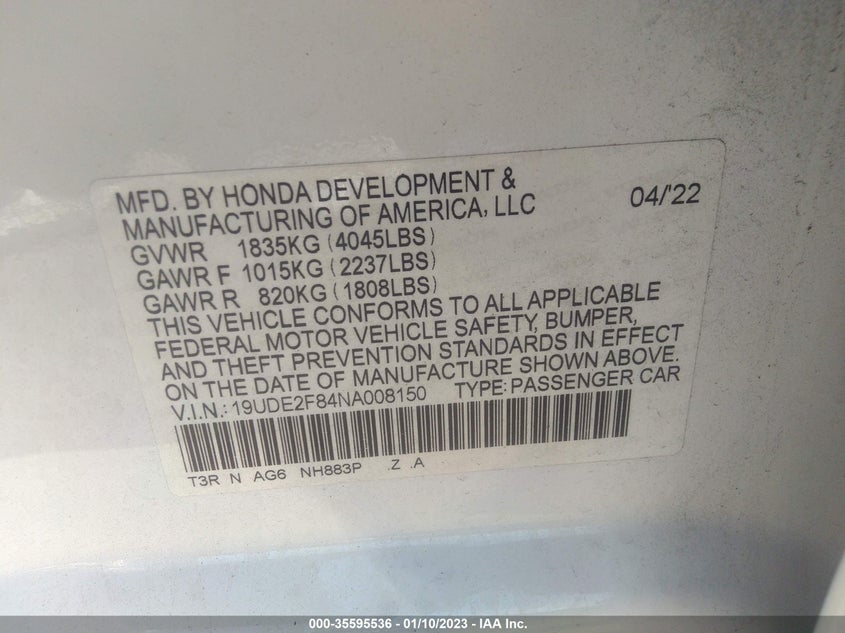 MFD. BY HONDA DEVELOPMENT & 04/'22
MANUFACTURING OF AMERICA, LLC
GVWR 1835KG (4045LBS)
GAWR F 1015KG (2237LBS)
GAWR R 820KG (1808LBS)
THIS VEHICLE CONFORMS TO ALL APPLICABLE
FEDERAL MOTOR VEHICLE SAFETY, BUMPER,
AND THEFT PREVENTION STANDARDS IN EFFECT
ON THE DATE OF MANUFACTURE SHOWN ABOVE.
V.I.N.: 19UDE2F84NA008150 TYPE: PASSENGER CAR
T3R N AG6 NH883P .Z .A
000-35595536 - 01/10/2023 - IAA Inc.